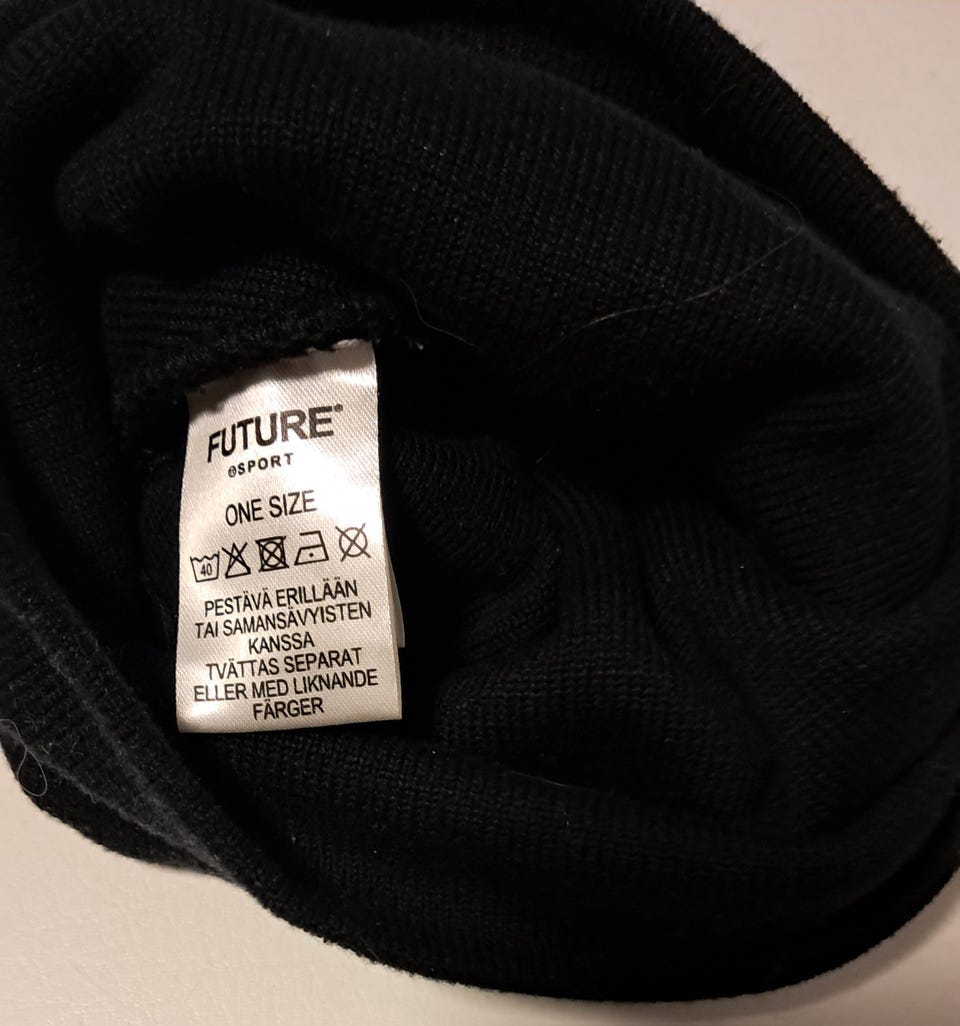 FUTURE®
SPORT
ONE SIZE
40
PESTÄVÄ ERILLÄÄN
TAI SAMANSÄVYISTEN
KANSSA
TVÄTTAS SEPARAT
ELLER MED LIKNANDE
FÄRGER